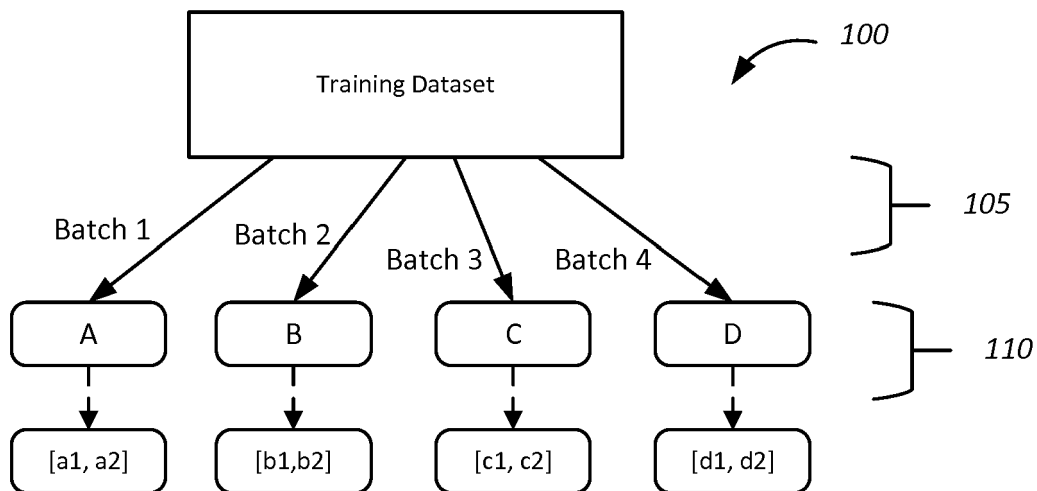 100
Training Dataset
105
Batch 1
Batch 2
Batch 3
Batch 4
A
B
C
D
110
[a1, a2]
[b1,b2]
[c1, c2]
[d1, d2]